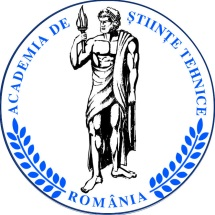 ACADEMIA DE ŞTIINŢE TEHNICE
ROMÂNIA